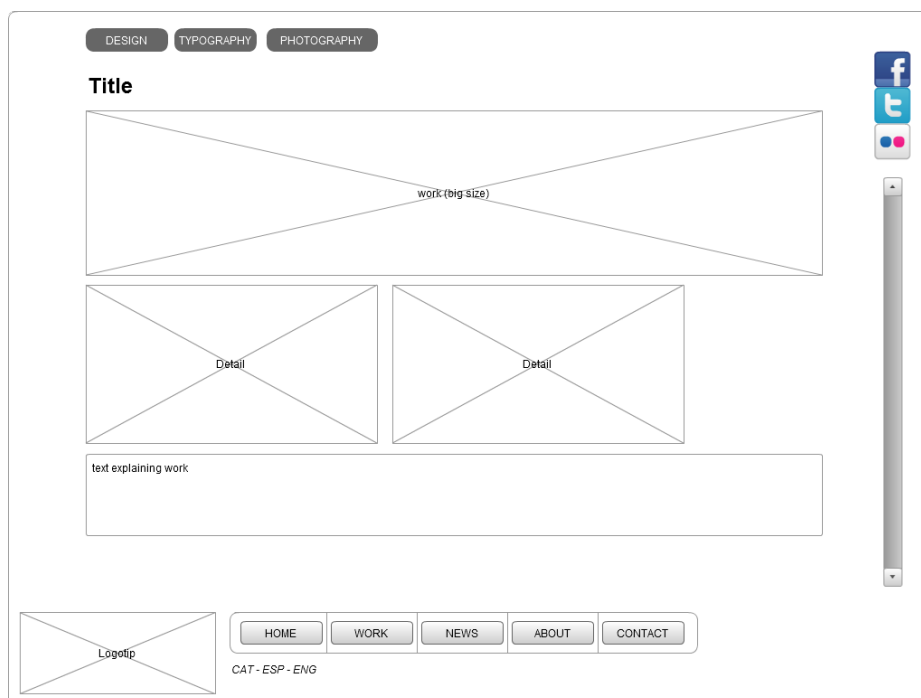 DESIGN TYPOGRAPHY PHOTOGRAPHY
Title
work (big size)
Detail Detail
text explaining work
HOME WORK NEWS ABOUT CONTACT
Logotip
CAT - ESP - ENG